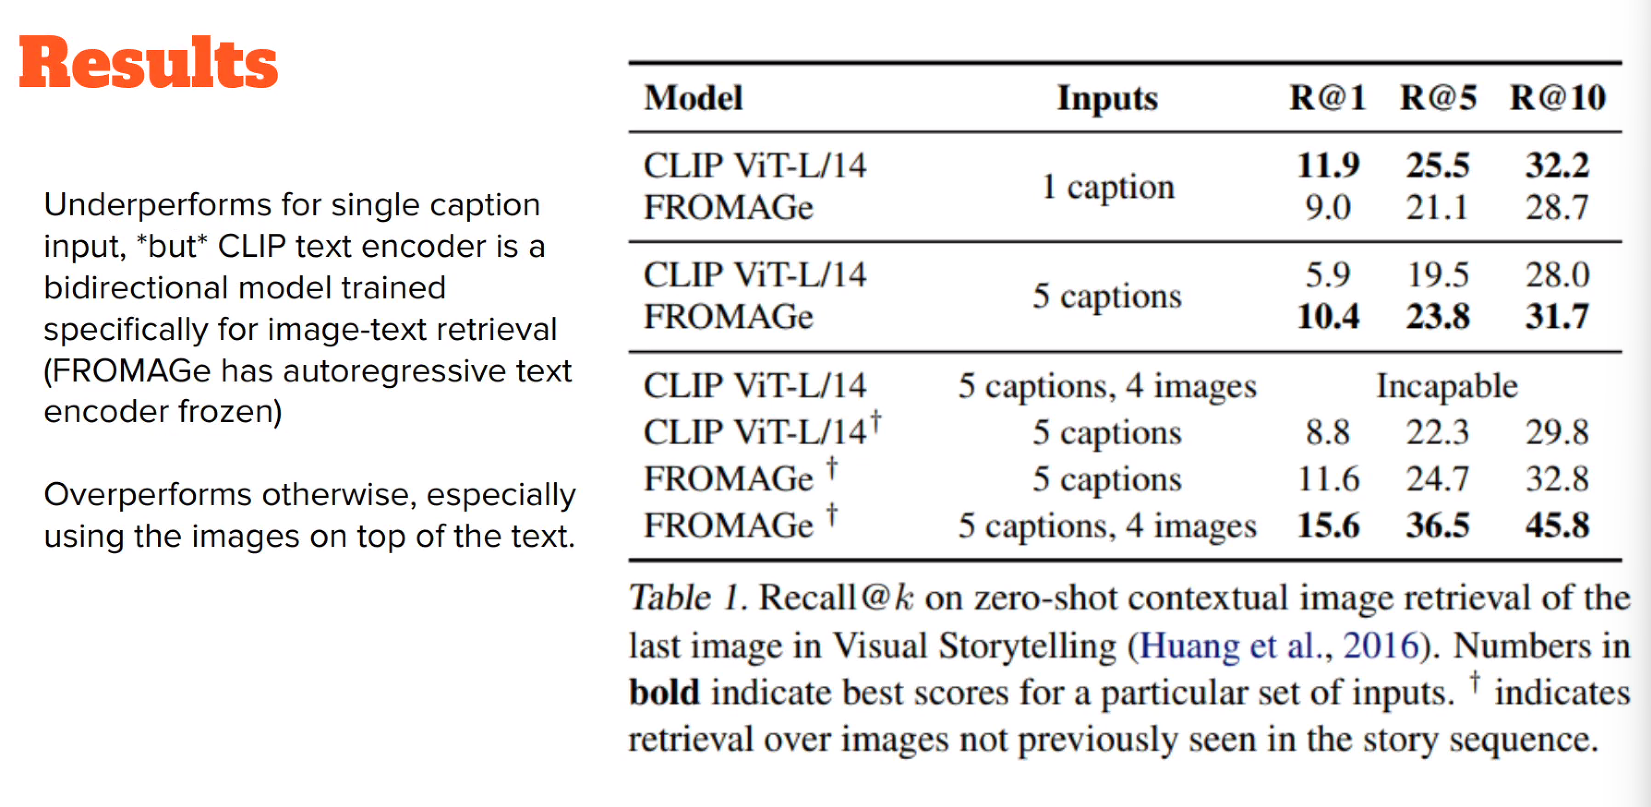 Results
Underperforms for single caption
input, *but* CLIP text encoder is a
bidirectional model trained
specifically for image-text retrieval
(FROMAGe has autoregressive text
encoder frozen)
Overperforms otherwise, especially
using the images on top of the text.
Model Inputs R@1 R@5 R@10
CLIP ViT-L/14 11.9 25.5 32.2
1 caption
FROMAGe 9.0 21.1 28.7
CLIP ViT-L/14 5.9 19.5 28.0
5 captions
FROMAGe 10.4 23.8 31.7
CLIP ViT-L/14 5 captions, 4 images Incapable
CLIP ViT-L/14† 5 captions 8.8 22.3 29.8
FROMAGe † 5 captions 11.6 24.7 32.8
FROMAGe † 5 captions, 4 images 15.6 36.5 45.8
Table 1. Recall@k on zero-shot contextual image retrieval of the
last image in Visual Storytelling (Huang et al., 2016). Numbers in
bold indicate best scores for a particular set of inputs. † indicates
retrieval over images not previously seen in the story sequence.